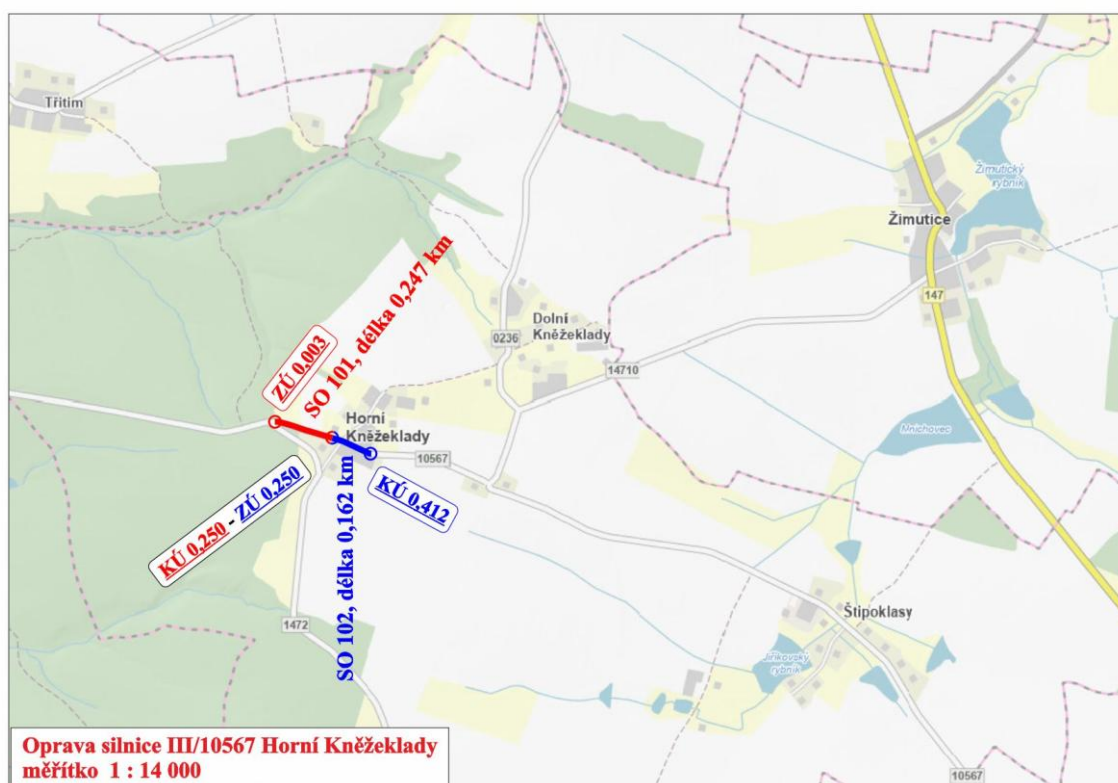 Třitim
Žimutický
rybník
Žimutice
147
SO 101, délka 0,247 km
Dolní
Kněžeklady
0236
14710
ZÚ 0,003
Horní
Kněžeklady
Mnichovec
10567
KÚ 0,412
KÚ 0,250 - ZÚ 0,250
SO 102, délka 0,162 km
1472
Štipoklasy
Jiříkovský
rybník
10567
Oprava silnice III/10567 Horní Kněžeklady
měřítko 1 : 14 000